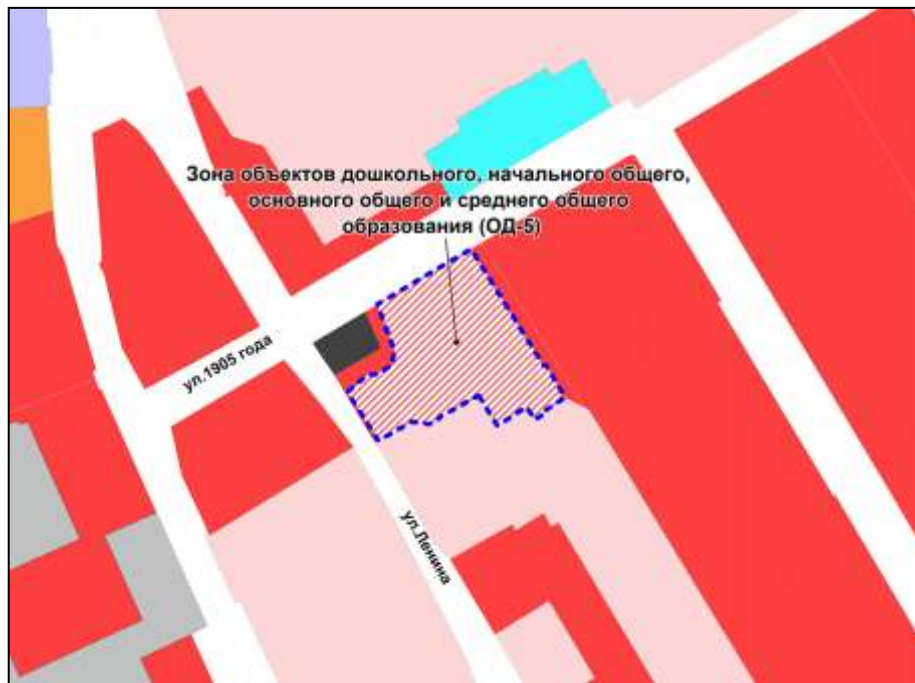 Зона объектов дошкольного, начального общего,
основного общего и среднего общего
образования (ОД-5)
ул.1905 года
ул.Ленина